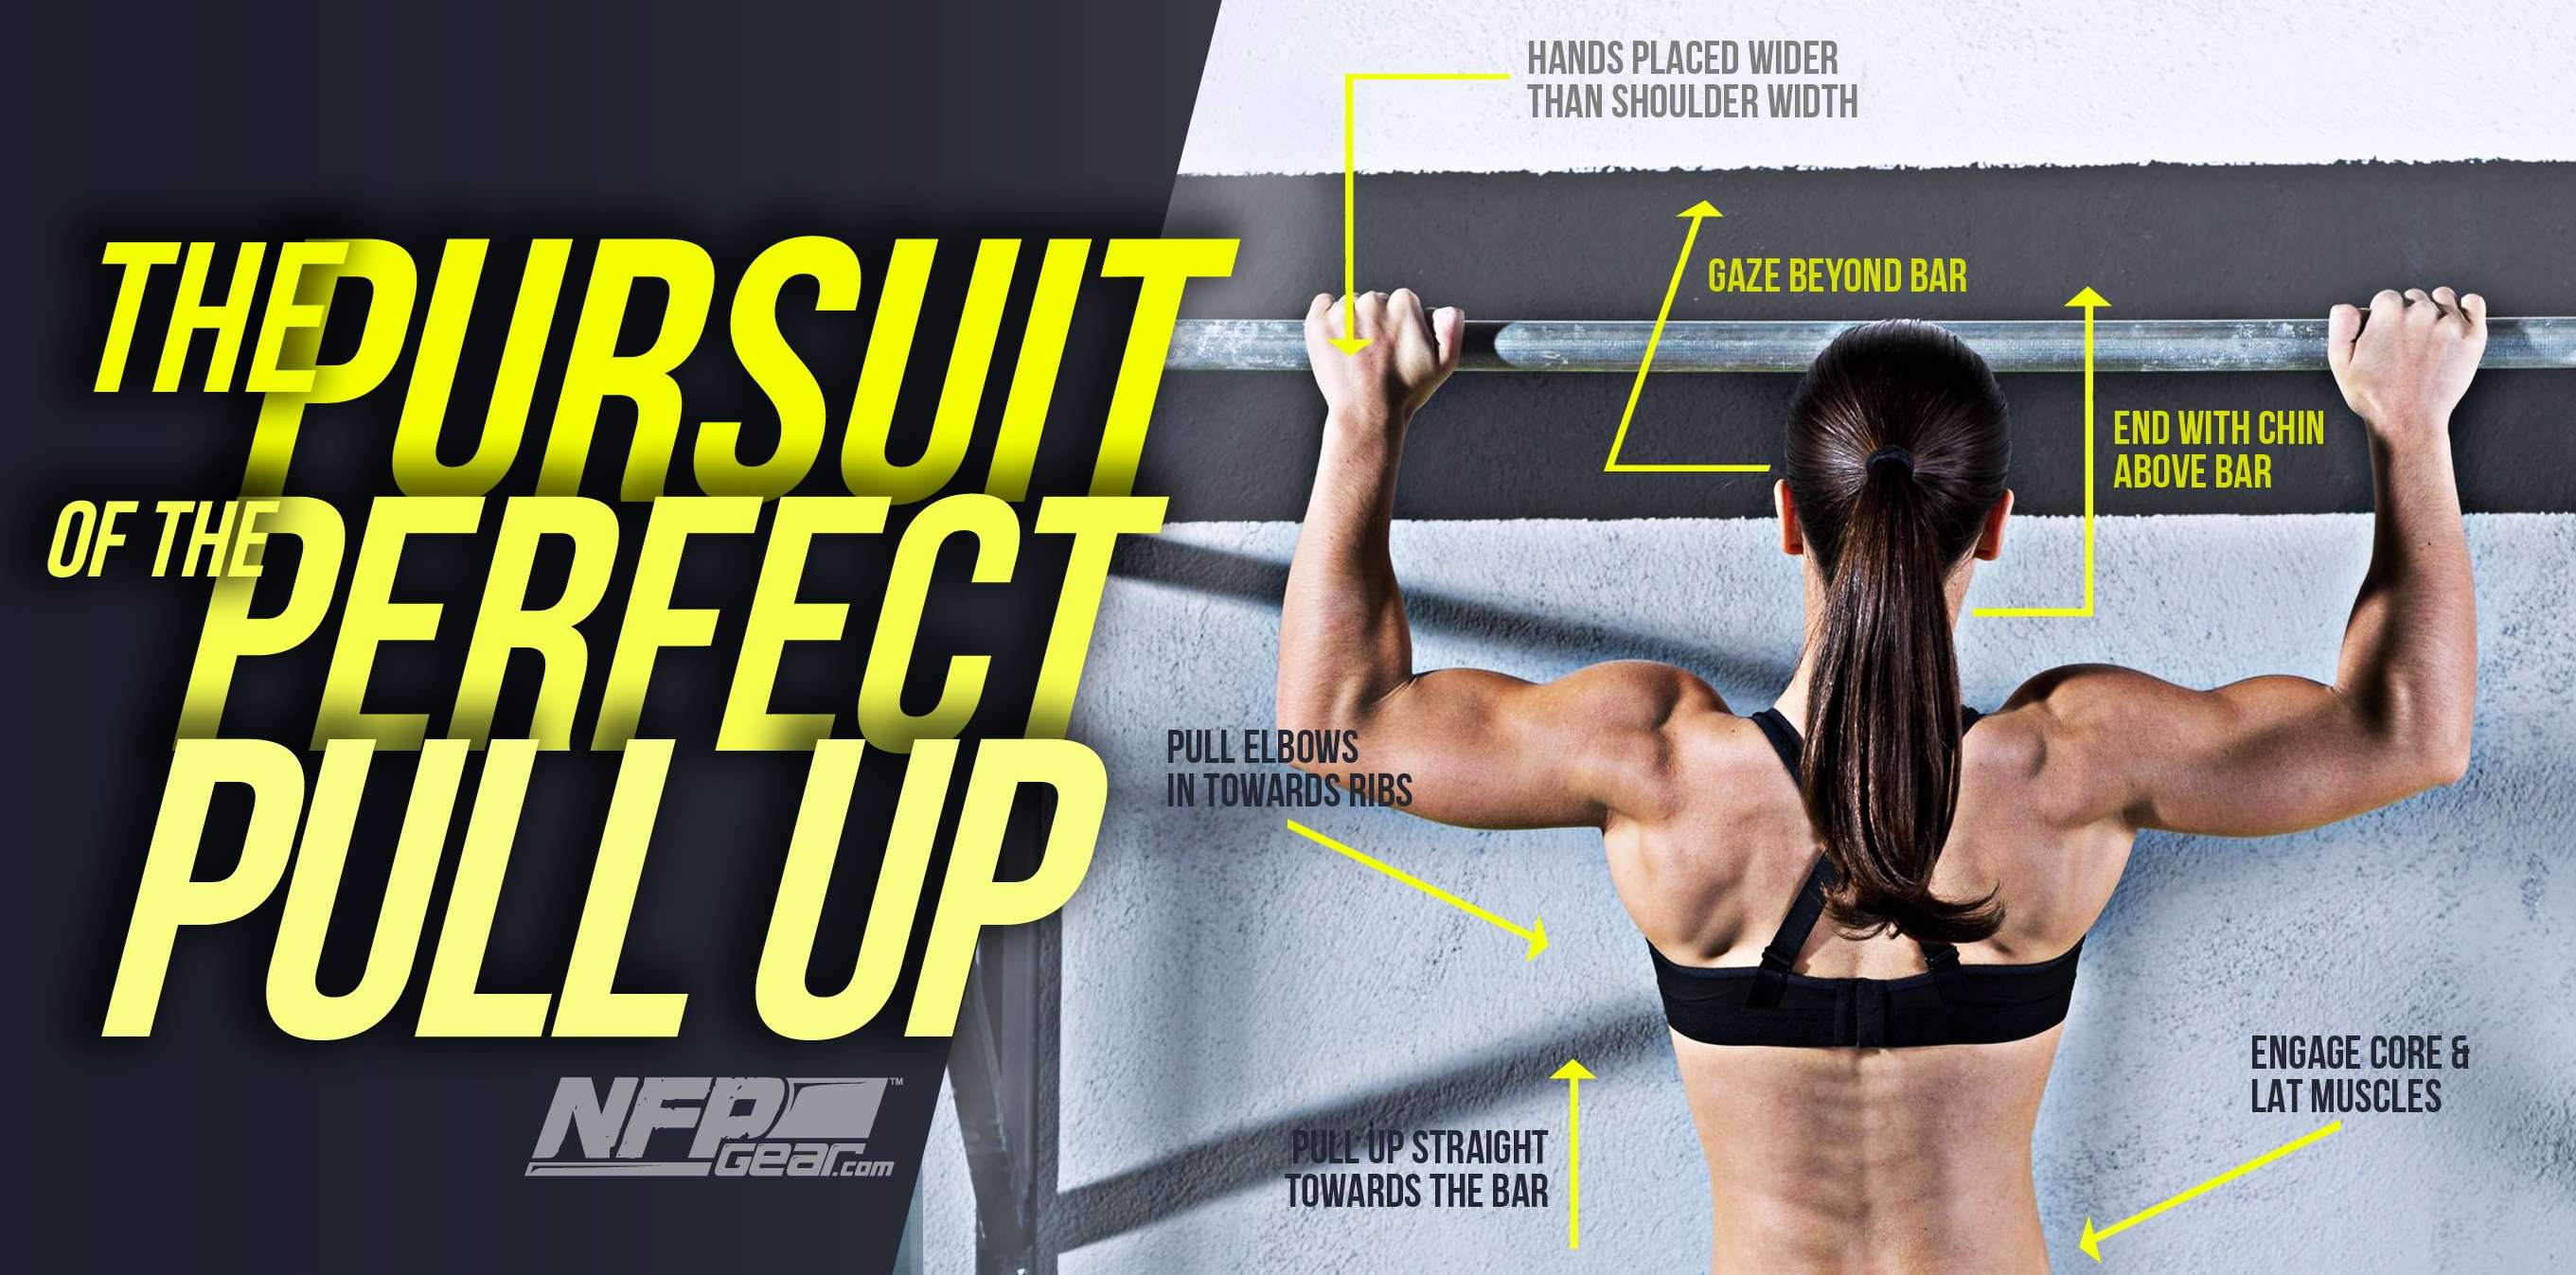 THE PURSUIT
OF THE PERFECT
PULL UP
NFP
Gear.com
™
HANDS PLACED WIDER
THAN SHOULDER WIDTH
GAZE BEYOND BAR
END WITH CHIN
ABOVE BAR
PULL ELBOWS
IN TOWARDS RIBS
PULL UP STRAIGHT
TOWARDS THE BAR
ENGAGE CORE &
LAT MUSCLES